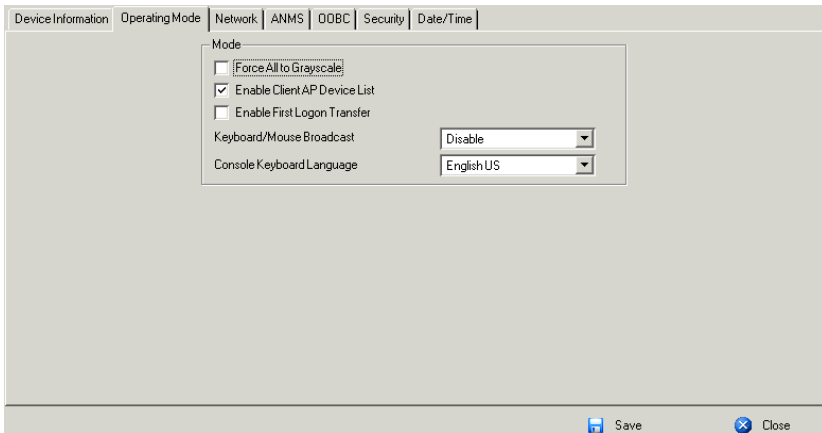 Device Information Operating Mode Network ANMS OOBC Security Date/Time
Mode
Force All to Grayscale
Enable Client AP Device List
Enable First Logon Transfer
Keyboard/Mouse Broadcast Disable
Console Keyboard Language English US
Save Close